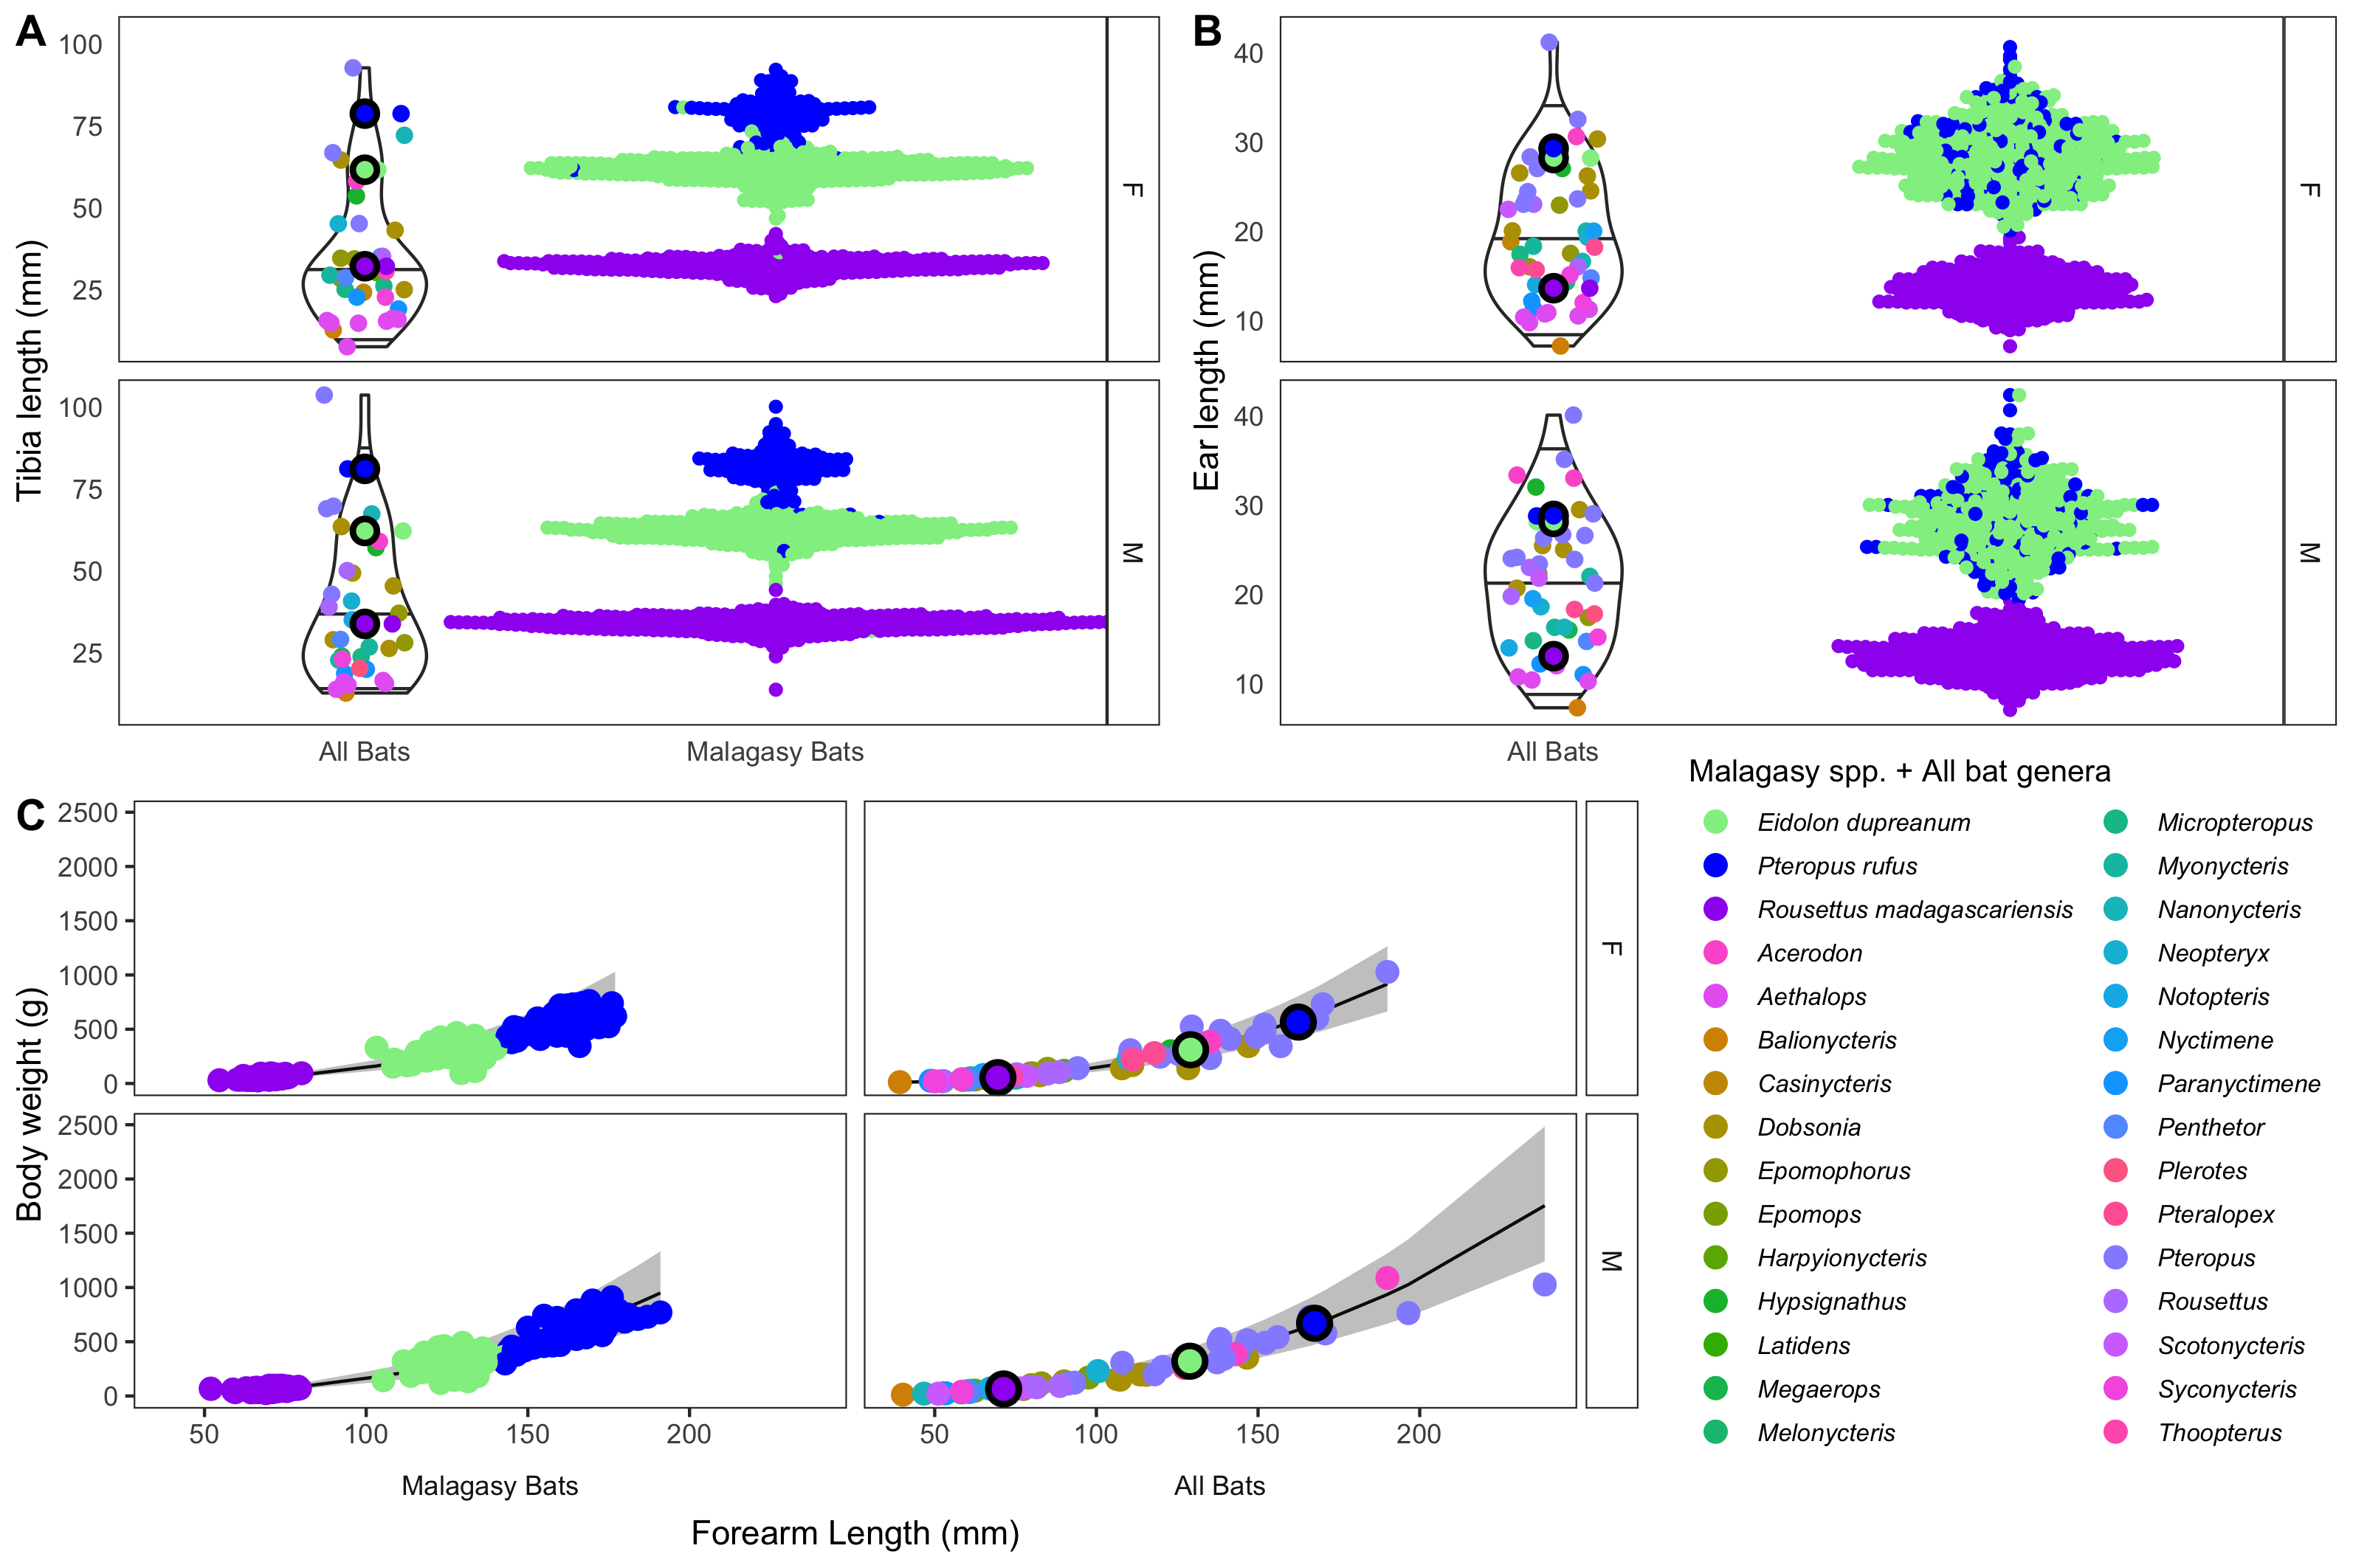 A
Tibia length (mm)
100
75
50
25
F
100
75
50
25
M
All Bats
Malagasy Bats
B
Ear length (mm)
40
30
20
10
F
40
30
20
10
M
All Bats
C
Body weight (g)
2500
2000
1500
1000
500
0
F
2500
2000
1500
1000
500
0
M
50
100
150
200
50
100
150
200
Malagasy Bats
All Bats
Forearm Length (mm)
Malagasy spp. + All bat genera
Eidolon dupreanum
Pteropus rufus
Rousettus madagascariensis
Acerodon
Aethalops
Balionycteris
Casinycteris
Dobsonia
Epomophorus
Epomops
Harpyionycteris
Hypsignathus
Latidens
Megaerops
Melonycteris
Micropteropus
Myonycteris
Nanonycteris
Neopteryx
Notopteris
Nyctimene
Paranyctimene
Penthetor
Plerotes
Pteralopex
Pteropus
Rousettus
Scotonycteris
Syconycteris
Thoopterus